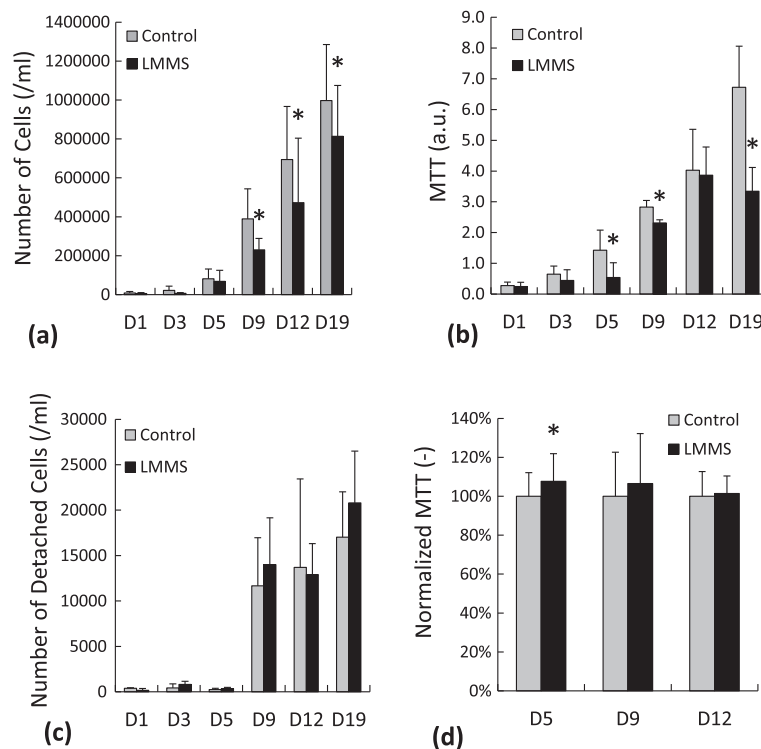 Number of Cells (/ml)
1400000
1200000
1000000
800000
600000
400000
200000
0
Control
LMMS
*
*
*
D1 D3 D5 D9 D12 D19
(a)
MTT (a.u.)
9.0
8.0
7.0
6.0
5.0
4.0
3.0
2.0
1.0
0.0
Control
LMMS
*
*
*
D1 D3 D5 D9 D12 D19
(b)
Number of Detached Cells (/ml)
30000
25000
20000
15000
10000
5000
0
Control
LMMS
D1 D3 D5 D9 D12 D19
(c)
Normalized MTT (-)
140%
120%
100%
80%
60%
40%
20%
0%
Control
LMMS
*
D5 D9 D12
(d)